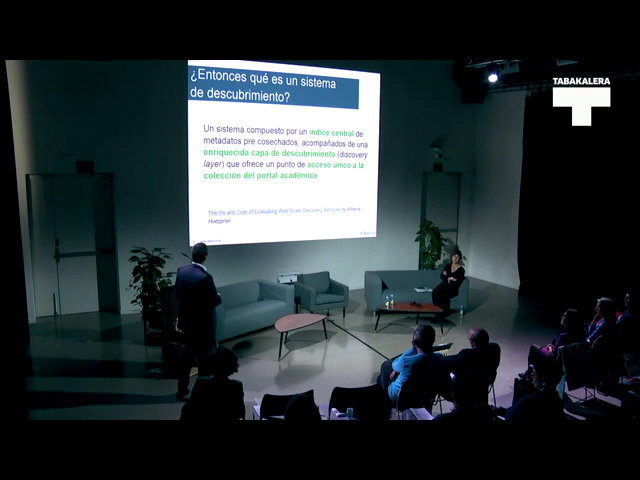 TABAKALERA
¿Entonces qué es un sistema
de descubrimiento?
Un sistema compuesto por un índice central de
metadatos pre cosechados, acompañados de una
enriquecida capa de descubrimiento (discovery
layer) que ofrece un punto de acceso único a la
colección del portal académico.
The Ins and Outs of Evaluating Web Scale Discovery Services by Athena
Hoeppner